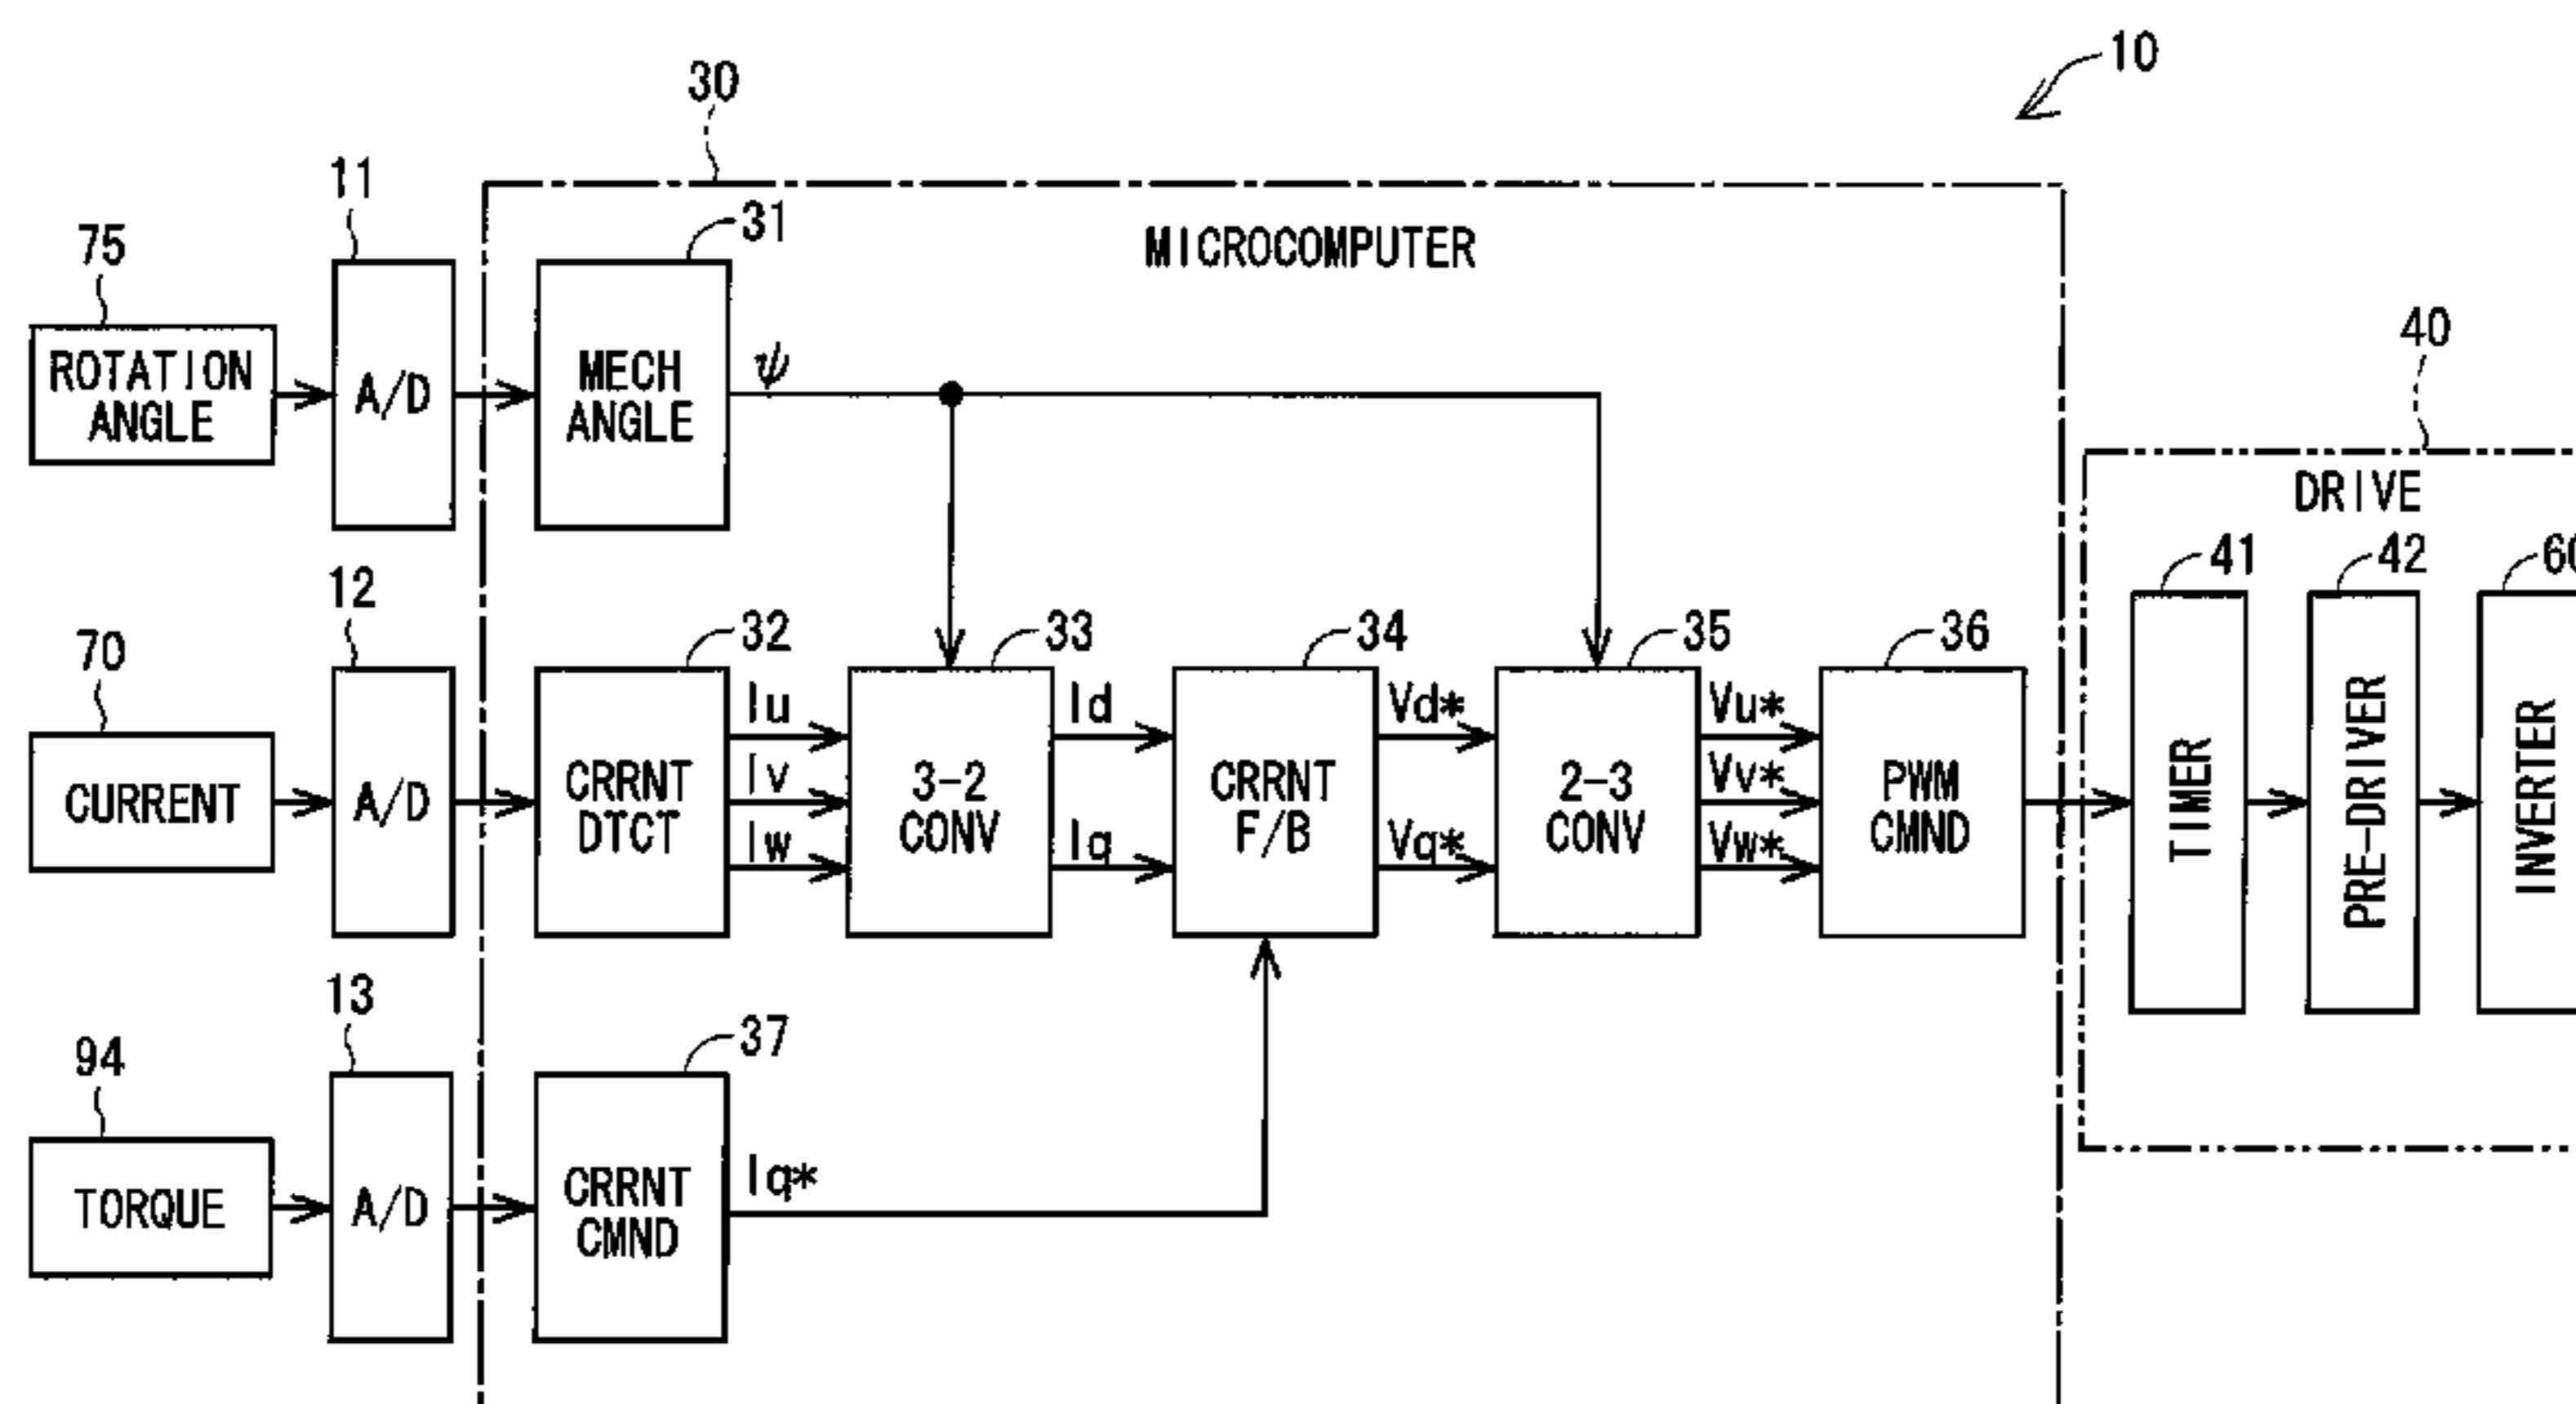 10
30
11
31
MICROCOMPUTER
75
40
ROTATION
ANGLE
A/D
MECH
ANGLE
ψ
DRIVE
41
42
60
12
32
33
34
35
36
70
Iu
Iv
Iw
Id
Iq
Vd*
Vq*
Vu*
Vv*
Vw*
CURRENT
A/D
CRRNT
DTCT
3-2
CONV
CRRNT
F/B
2-3
CONV
PWM
CMND
TIMER
PRE-DRIVER
INVERTER
13
37
94
TORQUE
A/D
CRRNT
CMND
Iq*